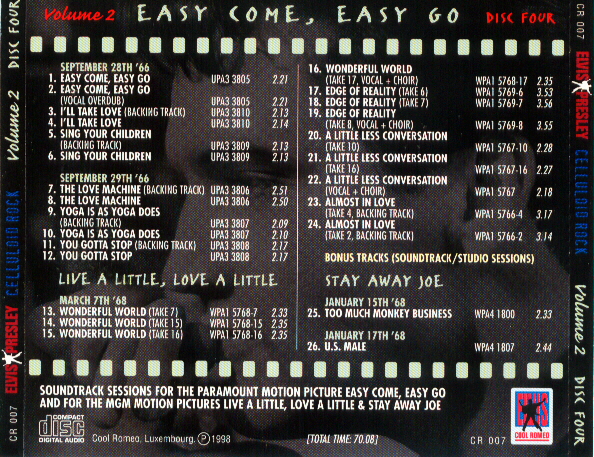 Volume 2 EASY COME, EASY GO DISC FOUR
SEPTEMBER 28TH '66
1. EASY COME, EASY GO UPA3 3805 2.21
2. EASY COME, EASY GO
(VOCAL OVERDUB) UPA3 3805 2.21
3. I'LL TAKE LOVE (BACKING TRACK) UPA3 3810 2.13
4. I'LL TAKE LOVE UPA3 3810 2.14
5. SING YOUR CHILDREN
(BACKING TRACK) UPA3 3809 2.13
6. SING YOUR CHILDREN UPA3 3809 2.13
SEPTEMBER 29TH '66
7. THE LOVE MACHINE (BACKING TRACK) UPA3 3806 2.51
8. THE LOVE MACHINE UPA3 3806 2.50
9. YOGA IS AS YOGA DOES
(BACKING TRACK) UPA3 3807 2.09
10. YOGA IS AS YOGA DOES UPA3 3807 2.10
11. YOU GOTTA STOP (BACKING TRACK) UPA3 3808 2.17
12. YOU GOTTA STOP UPA3 3808 2.17
LIVE A LITTLE, LOVE A LITTLE
MARCH 7TH '68
13. WONDERFUL WORLD (TAKE 7) WPA1 5768-7 2.33
14. WONDERFUL WORLD (TAKE 15) WPA1 5768-15 2.35
15. WONDERFUL WORLD (TAKE 16) WPA1 5768-16 2.35
16. WONDERFUL WORLD
(TAKE 17, VOCAL + CHOIR) WPA1 5768-17 2.35
17. EDGE OF REALITY (TAKE 6) WPA1 5769-6 3.53
18. EDGE OF REALITY (TAKE 7) WPA1 5769-7 3.56
19. EDGE OF REALITY
(TAKE 8, VOCAL + CHOIR) WPA1 5769-8 3.55
20. A LITTLE LESS CONVERSATION
(TAKE 10) WPA1 5767-10 2.28
21. A LITTLE LESS CONVERSATION
(TAKE 16) WPA1 5767-16 2.27
22. A LITTLE LESS CONVERSATION
(VOCAL + CHOIR) WPA1 5767 2.18
23. ALMOST IN LOVE
(TAKE 4, BACKING TRACK) WPA1 5766-4 3.17
24. ALMOST IN LOVE
(TAKE 2, BACKING TRACK) WPA1 5766-2 3.14
BONUS TRACKS (SOUNDTRACK/STUDIO SESSIONS)
STAY AWAY JOE
JANUARY 15TH '68
25. TOO MUCH MONKEY BUSINESS WPA4 1800 2.33
JANUARY 17TH '68
26. U.S. MALE WPA4 1807 2.44
SOUNDTRACK SESSIONS FOR THE PARAMOUNT MOTION PICTURE EASY COME, EASY GO
AND FOR THE MGM MOTION PICTURES LIVE A LITTLE, LOVE A LITTLE & STAY AWAY JOE
COMPACT
disc
DIGITAL AUDIO
Cool Romeo, Luxembourg. Ⓟ 1998
[TOTAL TIME: 70.08]
CR 007
ELVIS
COOL ROMEO
CR 007 ELVIS PRESLEY CELLULOID ROCK Volume 2 DISC FOUR
CR 007 ELVIS PRESLEY CELLULOID ROCK Volume 2 DISC FOUR